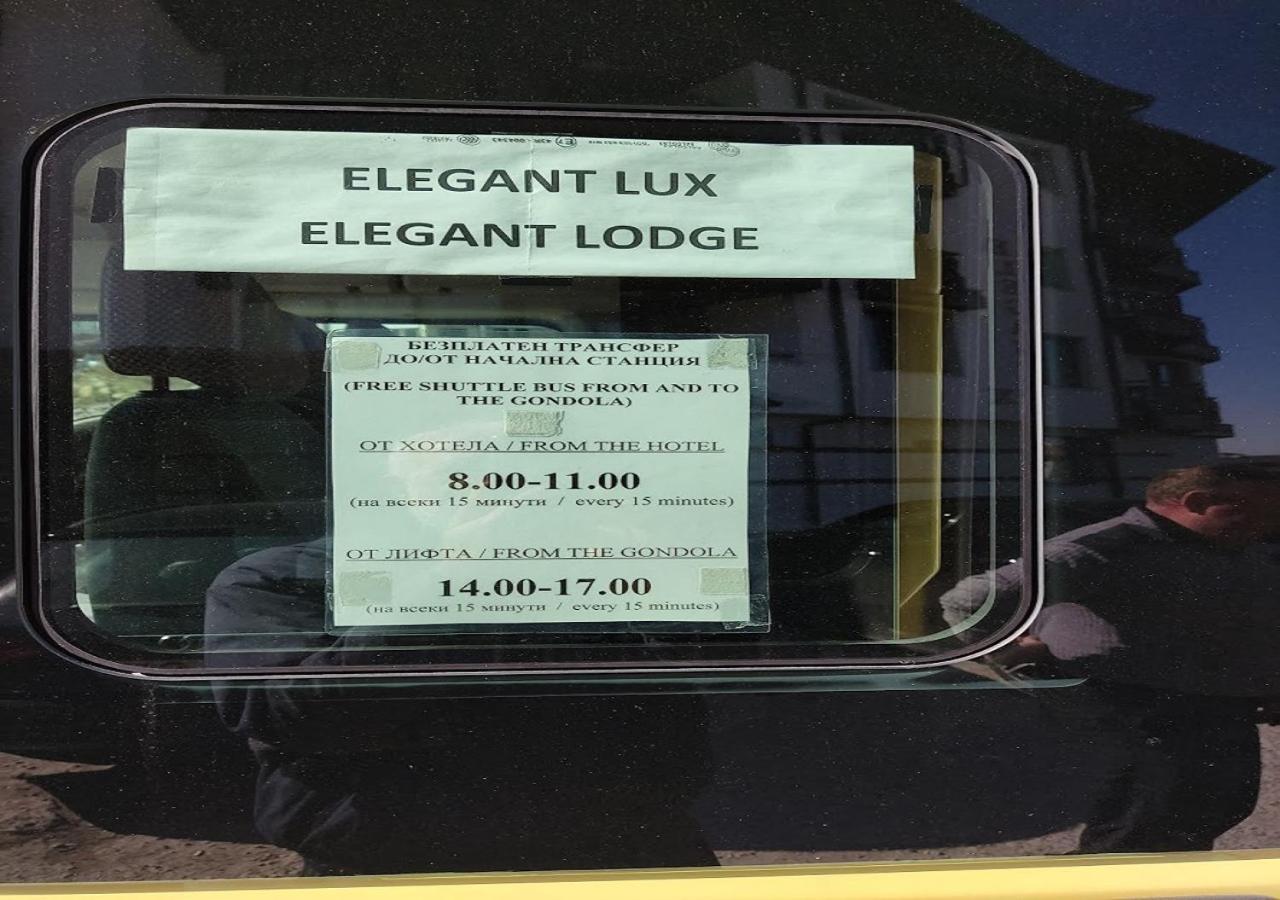 ELEGANT LUX
ELEGANT LODGE
БЕЗПЛАТЕН ТРАНСФЕР
ДО/ОТ НАЧАЛНА СТАНЦИЯ
(FREE SHUTTLE BUS FROM AND TO
THE GONDOLA)
ОТ ХОТЕЛА / FROM THE HOTEL
8.00-11.00
(на всеки 15 минути / every 15 minutes)
ОТ ЛИФТА / FROM THE GONDOLA
14.00-17.00
(на всеки 15 минути / every 15 minutes)